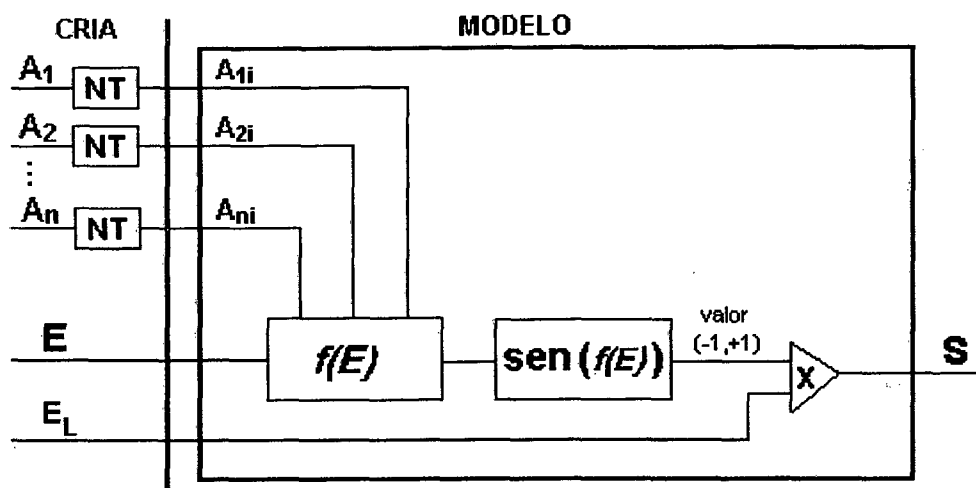 CRIA
MODELO
A1
NT
A1i
A2
NT
A2i
⋮
An
NT
Ani
E
f(E)
sen(f(E))
valor
(-1,+1)
X
S
EL